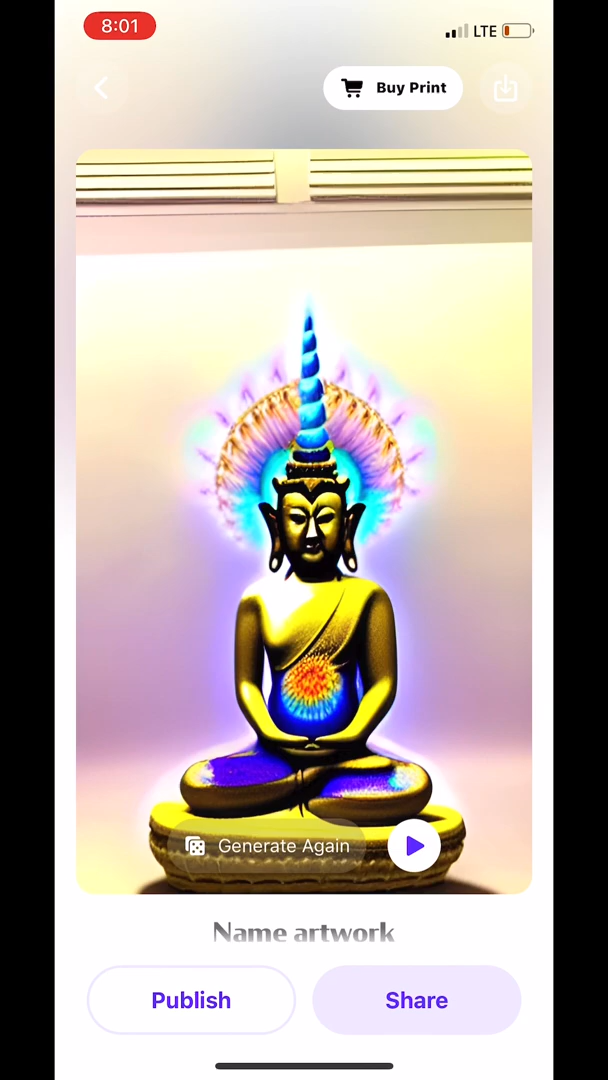 8:01
LTE
Buy Print
Generate Again
Name artwork
Publish
Share